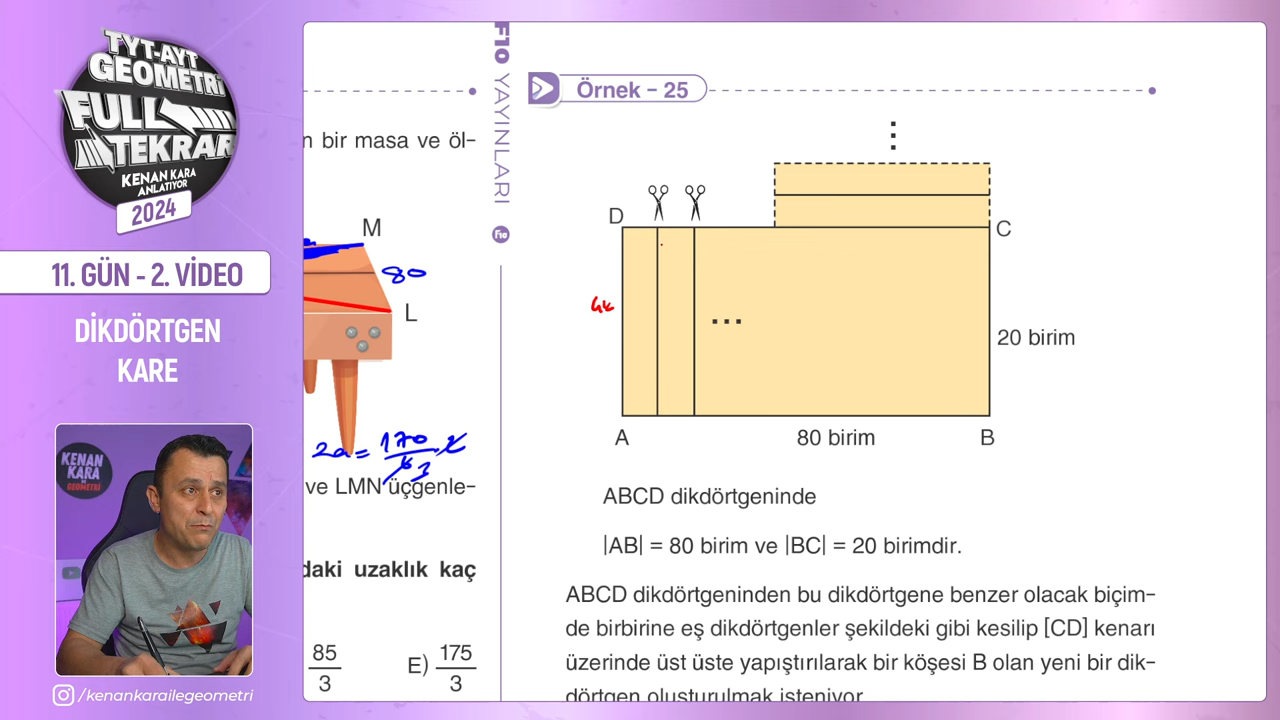 TYT-AYT
GEOMETRİ
FULL
TEKRAR
KENAN KARA
ANLATIYOR
2024
11. GÜN - 2. VİDEO
DİKDÖRTGEN
KARE
KENAN
KARA
GEOMETRİ
/kenankarailegeometri
n bir masa ve öl-
M
80
L
2a = 170
ve LMN üçgenle-
daki uzaklık kaç
85
3
E) 175
3
F10 YAYINLARI
F10
Örnek - 25
D
C
4k
20 birim
A
80 birim
B
ABCD dikdörtgeninde
|AB| = 80 birim ve |BC| = 20 birimdir.
ABCD dikdörtgeninden bu dikdörtgene benzer olacak biçim-
de birbirine eş dikdörtgenler şekildeki gibi kesilip [CD] kenarı
üzerinde üst üste yapıştırılarak bir köşesi B olan yeni bir dik-
dörtgen oluşturulmak isteniyor.